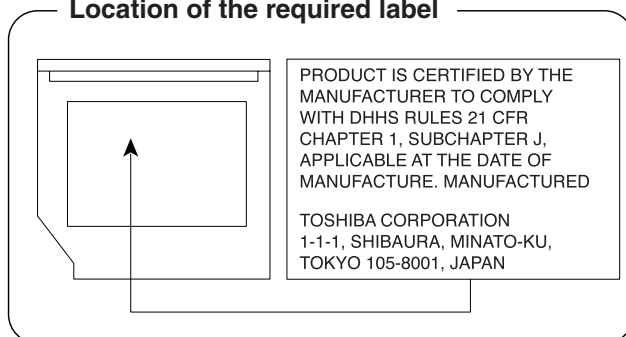 Location of the required label
PRODUCT IS CERTIFIED BY THE
MANUFACTURER TO COMPLY
WITH DHHS RULES 21 CFR
CHAPTER 1, SUBCHAPTER J,
APPLICABLE AT THE DATE OF
MANUFACTURE. MANUFACTURED
TOSHIBA CORPORATION
1-1-1, SHIBAURA, MINATO-KU,
TOKYO 105-8001, JAPAN